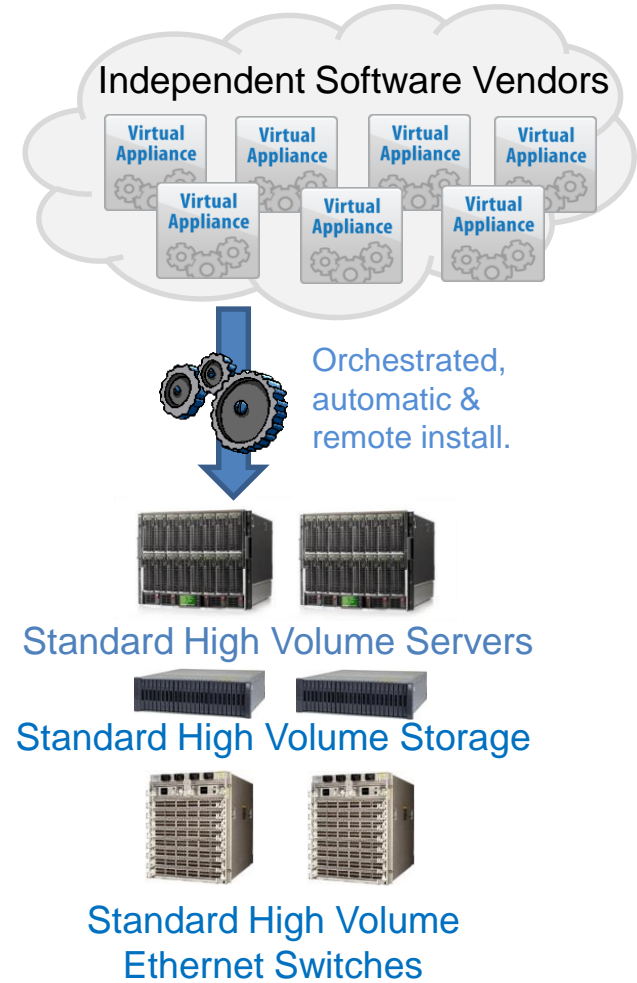 Independent Software Vendors
Virtual
Appliance
Virtual
Appliance
Virtual
Appliance
Virtual
Appliance
Virtual
Appliance
Virtual
Appliance
Virtual
Appliance
Orchestrated,
automatic &
remote install.
Standard High Volume Servers
Standard High Volume Storage
Standard High Volume
Ethernet Switches